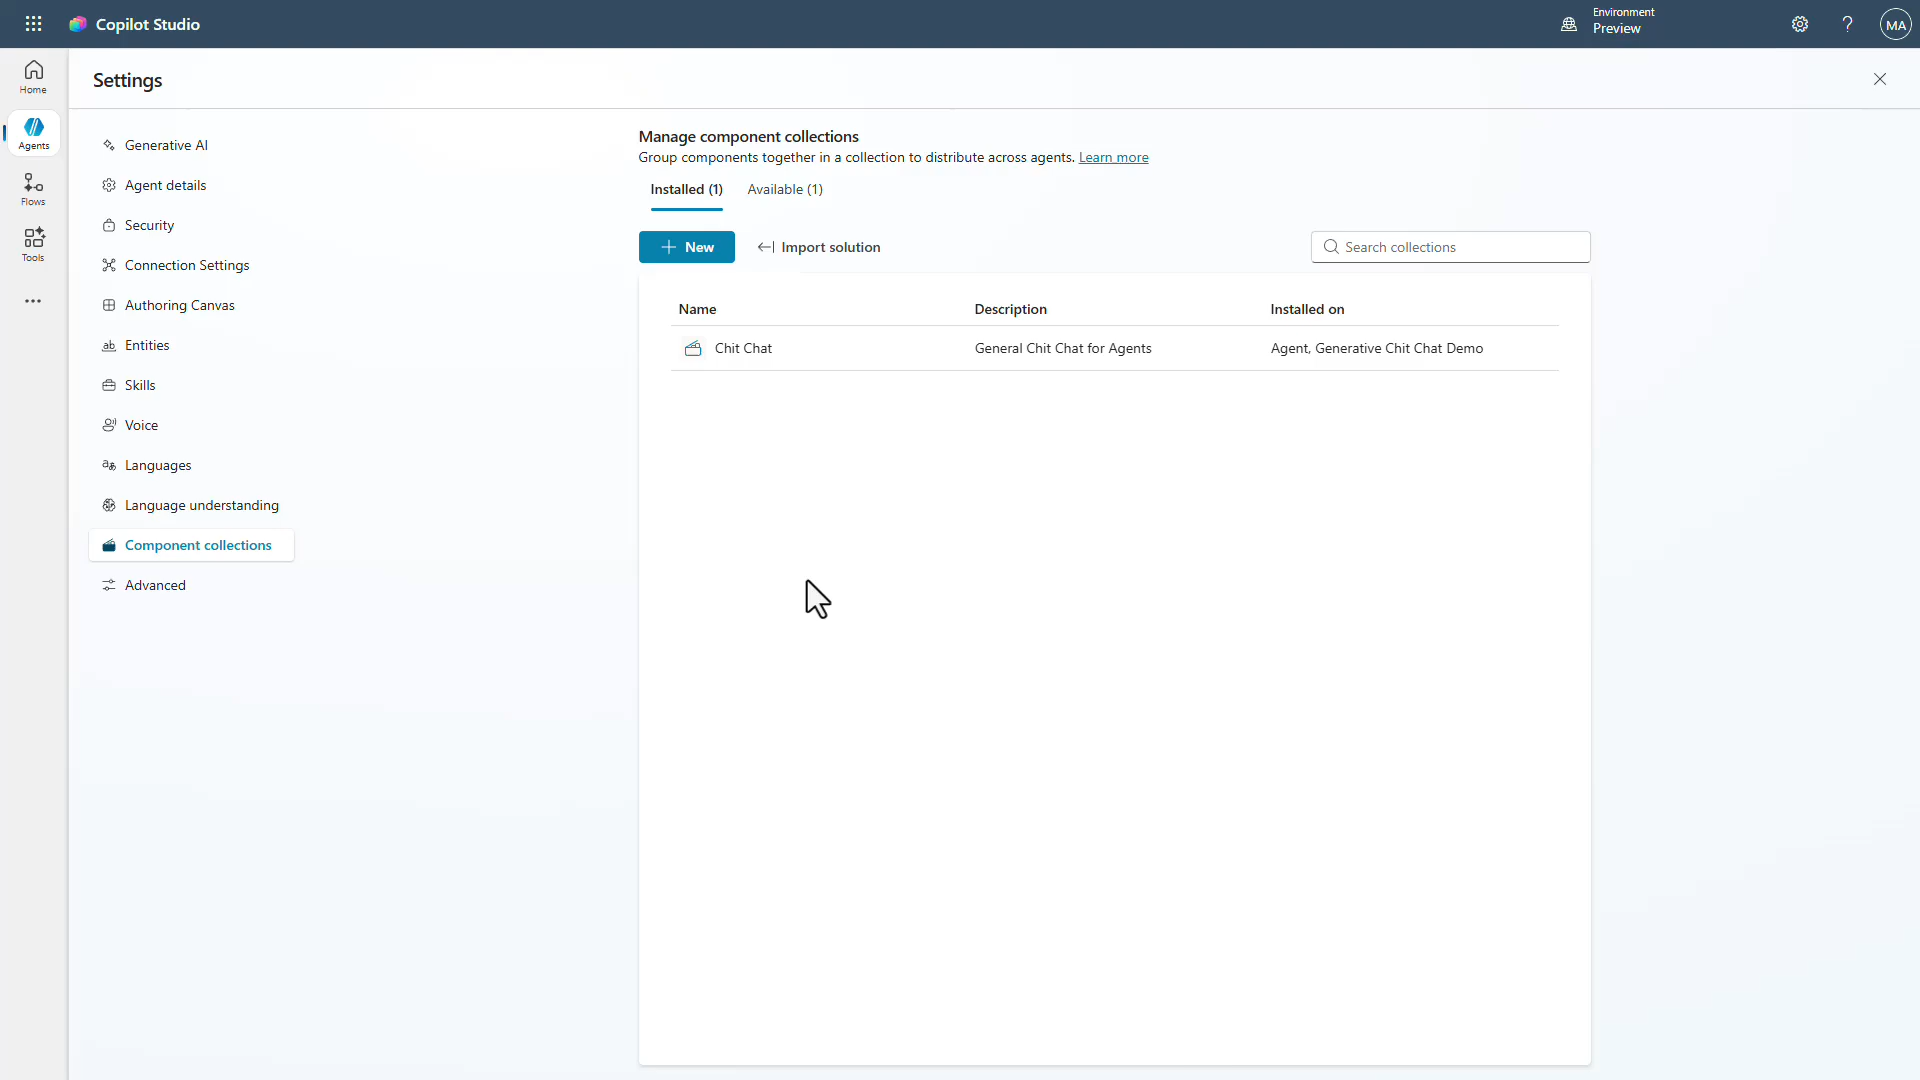 Copilot Studio
Environment
Preview
MA
Home
Agents
Flows
Tools
Settings
Generative AI
Agent details
Security
Connection Settings
Authoring Canvas
Entities
Skills
Voice
Languages
Language understanding
Component collections
Advanced
Manage component collections
Group components together in a collection to distribute across agents. Learn more
Installed (1) Available (1)
New Import solution Search collections
Name Description Installed on
Chit Chat General Chit Chat for Agents Agent, Generative Chit Chat Demo